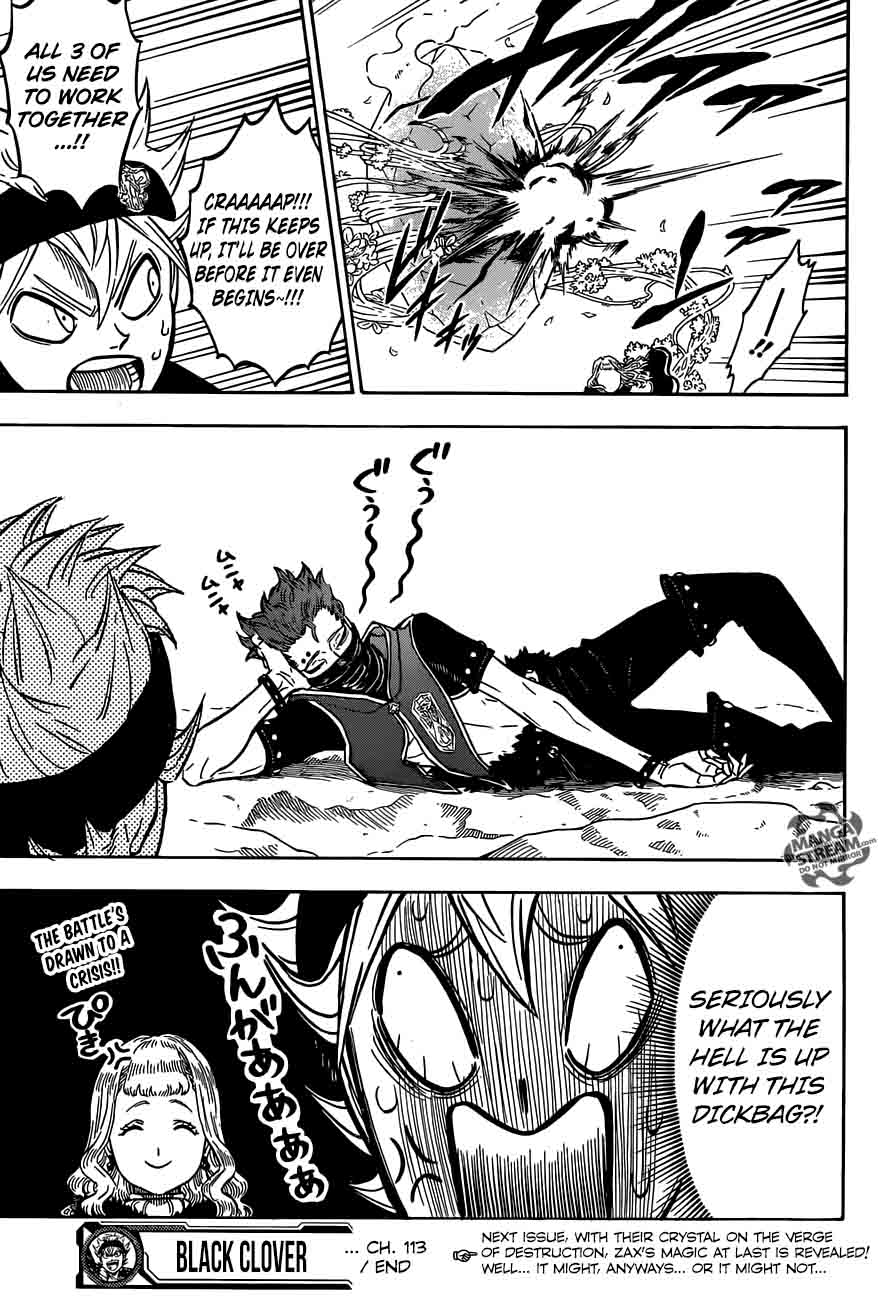 !!
CRAAAAAP!!!
IF THIS KEEPS
UP, IT'LL BE OVER
BEFORE IT EVEN
BEGINS~!!!
ALL 3 OF
US NEED
TO WORK
TOGETHER
...!!
ぐぅ〜
ぐぅ〜
ムニャ
ムニャ
MANGA
STREAM.com
DO NOT MIRROR
SERIOUSLY
WHAT THE
HELL IS UP
WITH THIS
DICKBAG?!
ふんがああああ
THE BATTLE'S
DRAWN TO A
CRISIS!!
ぴき
BLACK CLOVER
... CH. 113
/ END
NEXT ISSUE, WITH THEIR CRYSTAL ON THE VERGE
OF DESTRUCTION, ZAX'S MAGIC AT LAST IS REVEALED!
WELL... IT MIGHT, ANYWAYS... OR IT MIGHT NOT...